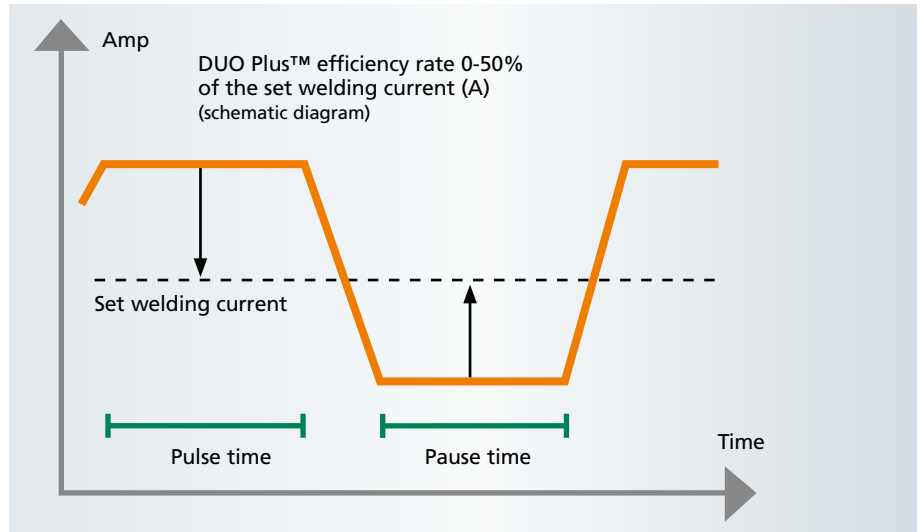 Amp
DUO Plus™ efficiency rate 0-50%
of the set welding current (A)
(schematic diagram)
Set welding current
Pulse time
Pause time
Time